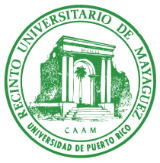 RECINTO UNIVERSITARIO DE MAYAGÜEZ
CAAM
UNIVERSIDAD DE PUERTO RICO